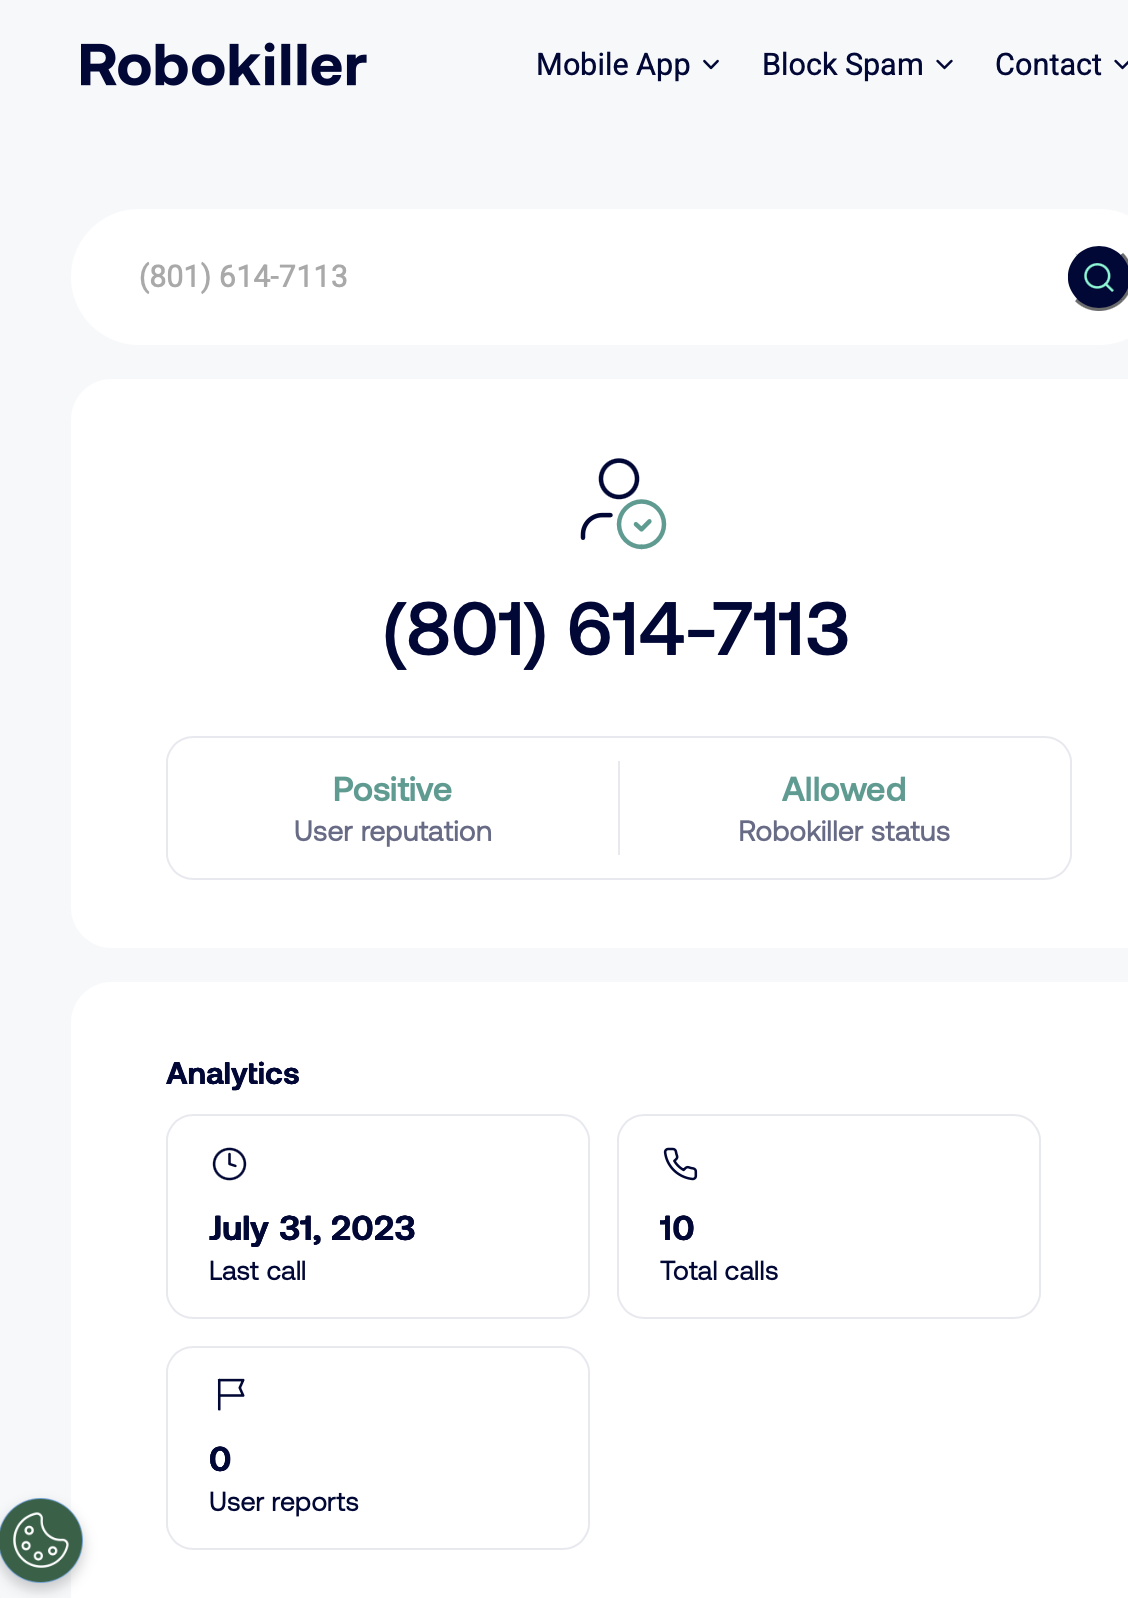 Robokiller
Mobile App
Block Spam
Contact
(801) 614-7113
(801) 614-7113
Positive
User reputation
Allowed
Robokiller status
Analytics
July 31, 2023
Last call
10
Total calls
0
User reports